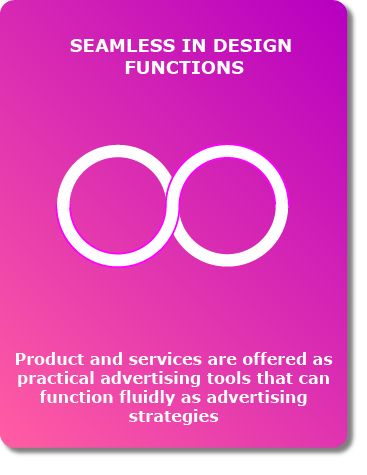 SEAMLESS IN DESIGN
FUNCTIONS
Product and services are offered as
practical advertising tools that can
function fluidly as advertising
strategies